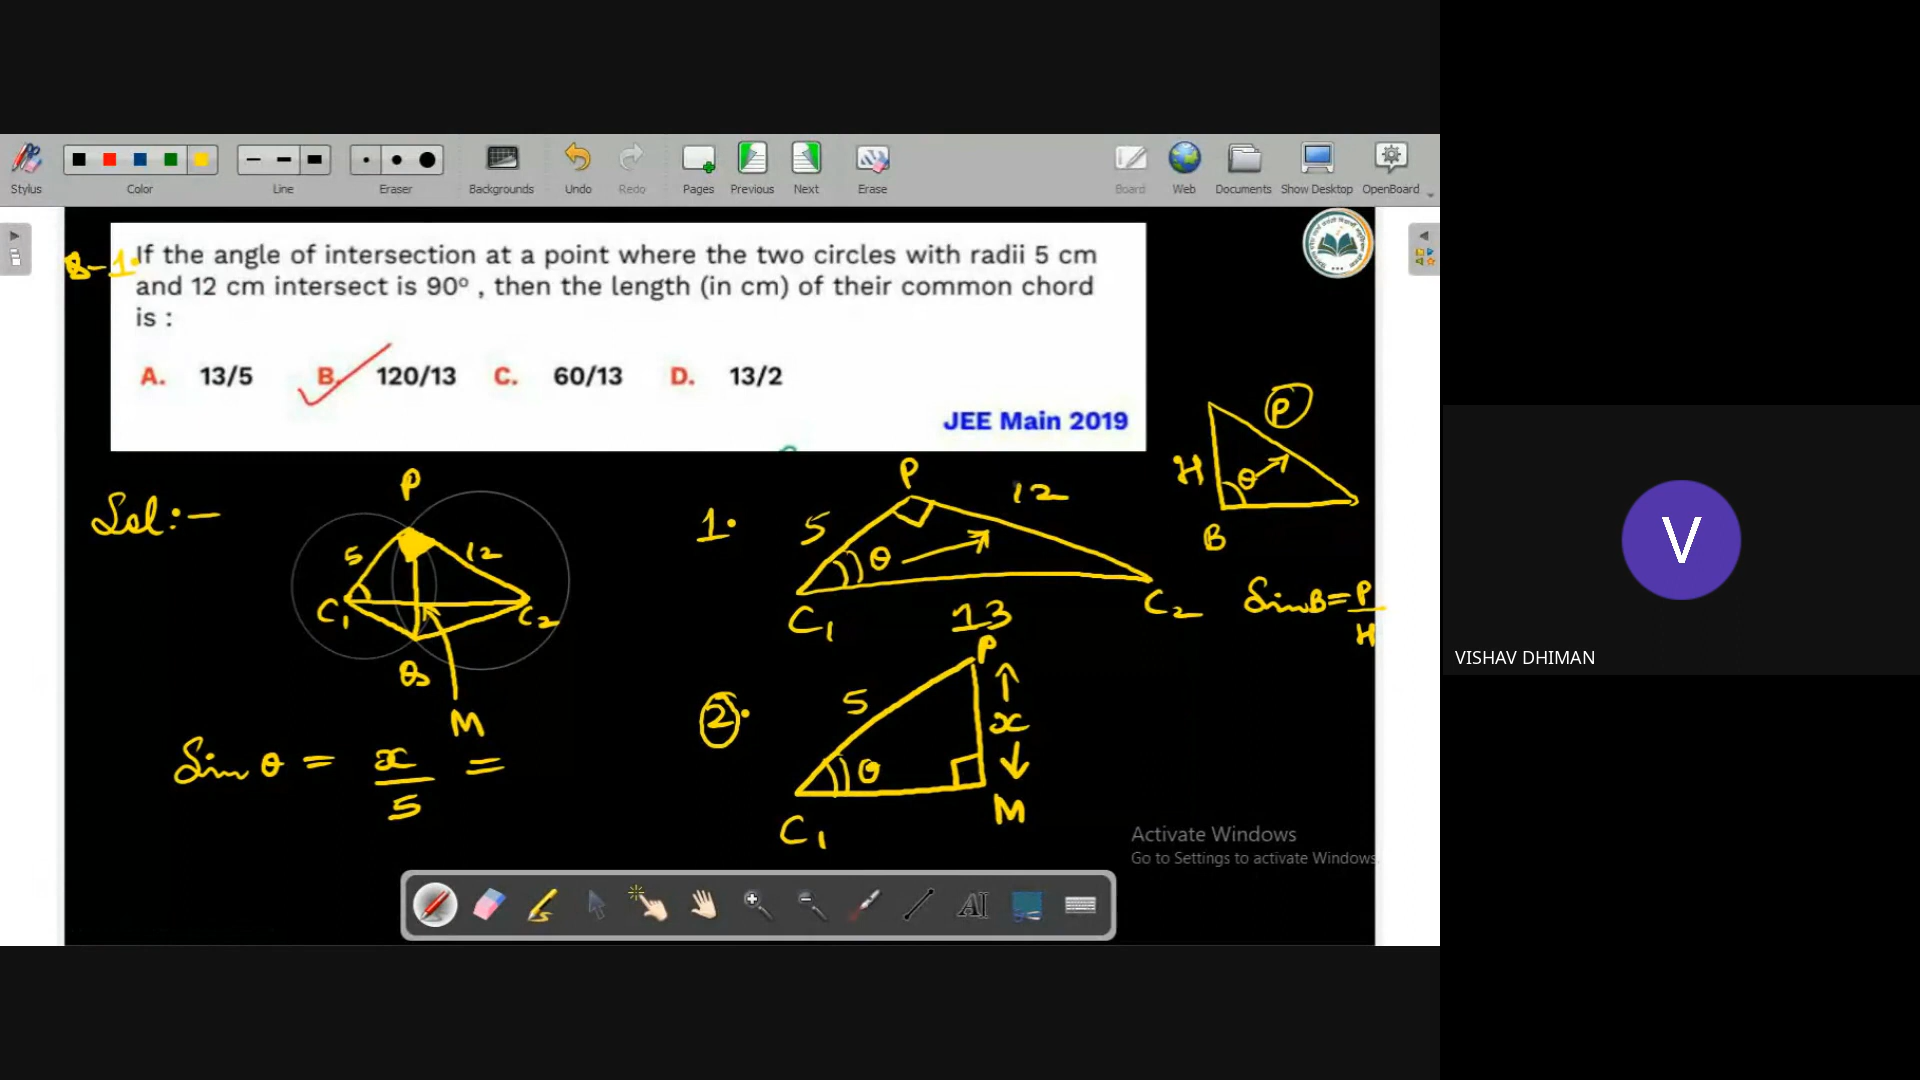 Stylus
Color
Line
Eraser
Backgrounds
Undo
Redo
Pages
Previous
Next
Erase
Board
Web
Documents
Show Desktop
OpenBoard
If the angle of intersection at a point where the two circles with radii 5 cm
and 12 cm intersect is 90° , then the length (in cm) of their common chord
is :
A. 13/5 B. 120/13 C. 60/13 D. 13/2
JEE Main 2019
Sol:-
P
5
12
C1
C2
Q
M
Sin θ = x/5 =
1.
P
5
12
θ
C1
C2
13
2.
P
5
x
θ
C1
M
P
H
θ
B
SinB = P/H
Activate Windows
Go to Settings to activate Windows.
AI
V
VISHAV DHIMAN